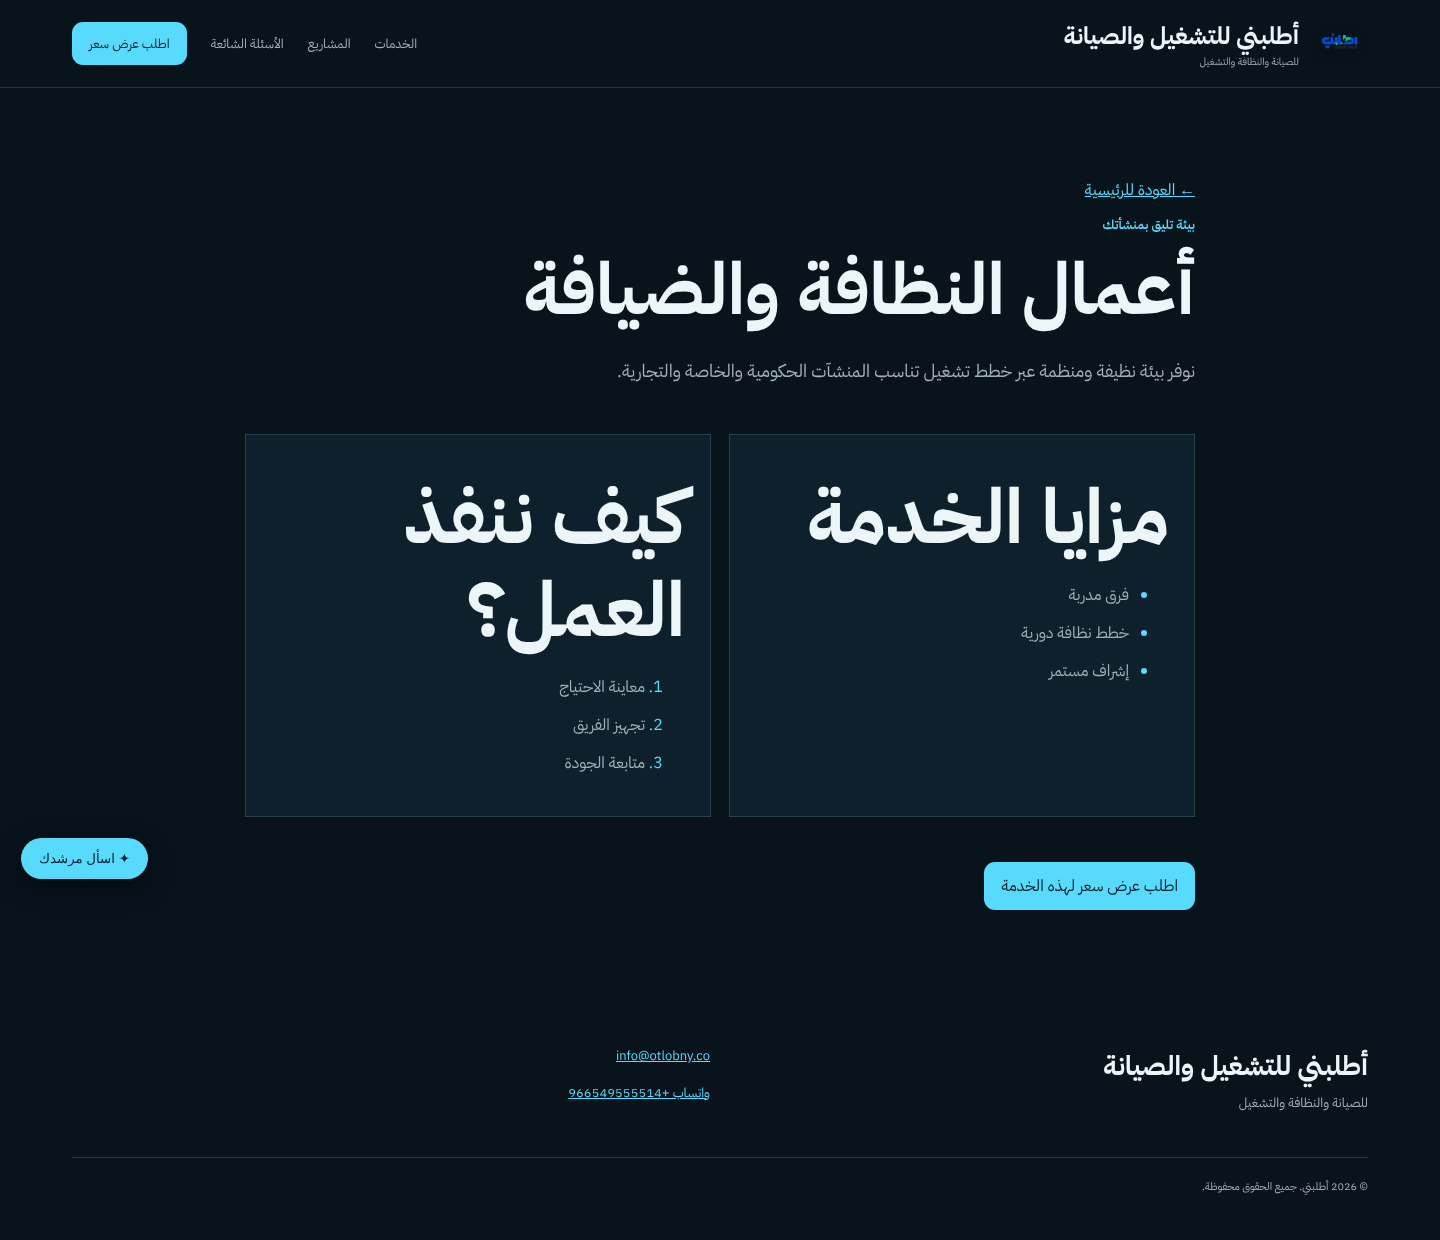 اطلبني
أطلبني للتشغيل والصيانة
للصيانة والنظافة والتشغيل
الخدمات
المشاريع
الأسئلة الشائعة
اطلب عرض سعر
← العودة للرئيسية
بيئة تليق بمنشأتك
أعمال النظافة والضيافة
نوفر بيئة نظيفة ومنظمة عبر خطط تشغيل تناسب المنشآت الحكومية والخاصة والتجارية.
مزايا الخدمة
فرق مدربة
خطط نظافة دورية
إشراف مستمر
كيف ننفذ
العمل؟
1. معاينة الاحتياج
2. تجهيز الفريق
3. متابعة الجودة
اطلب عرض سعر لهذه الخدمة
✦ اسأل مرشدك
أطلبني للتشغيل والصيانة
للصيانة والنظافة والتشغيل
info@otlobny.co
واتساب +966549555514
© 2026 أطلبني. جميع الحقوق محفوظة.